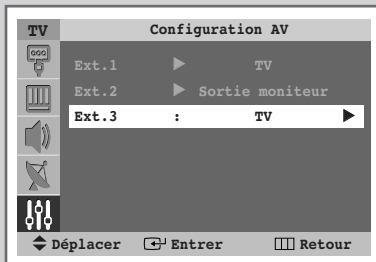 TV Configuration AV
Ext.1 ▶ TV
Ext.2 ▶ Sortie moniteur
Ext.3 : TV ▶
Déplacer Entrer Retour